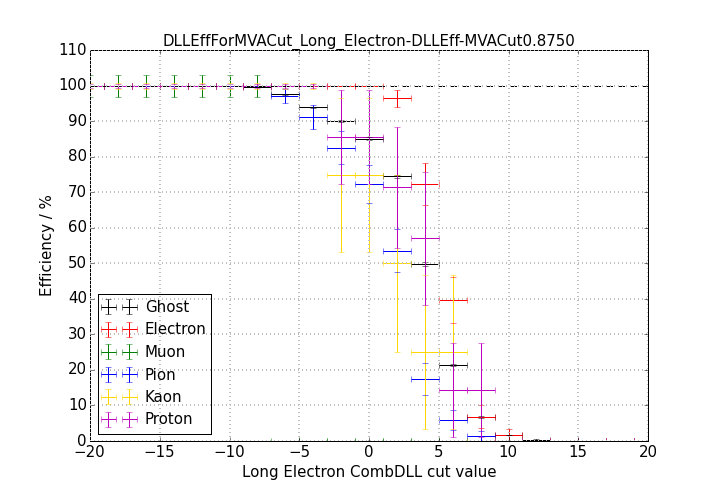 DLLEffForMVACut_Long_Electron-DLLEff-MVACut0.8750
110
100
90
80
70
60
50
40
30
20
10
0
Efficiency / %
Ghost
Electron
Muon
Pion
Kaon
Proton
−20 −15 −10 −5 0 5 10 15 20
Long Electron CombDLL cut value